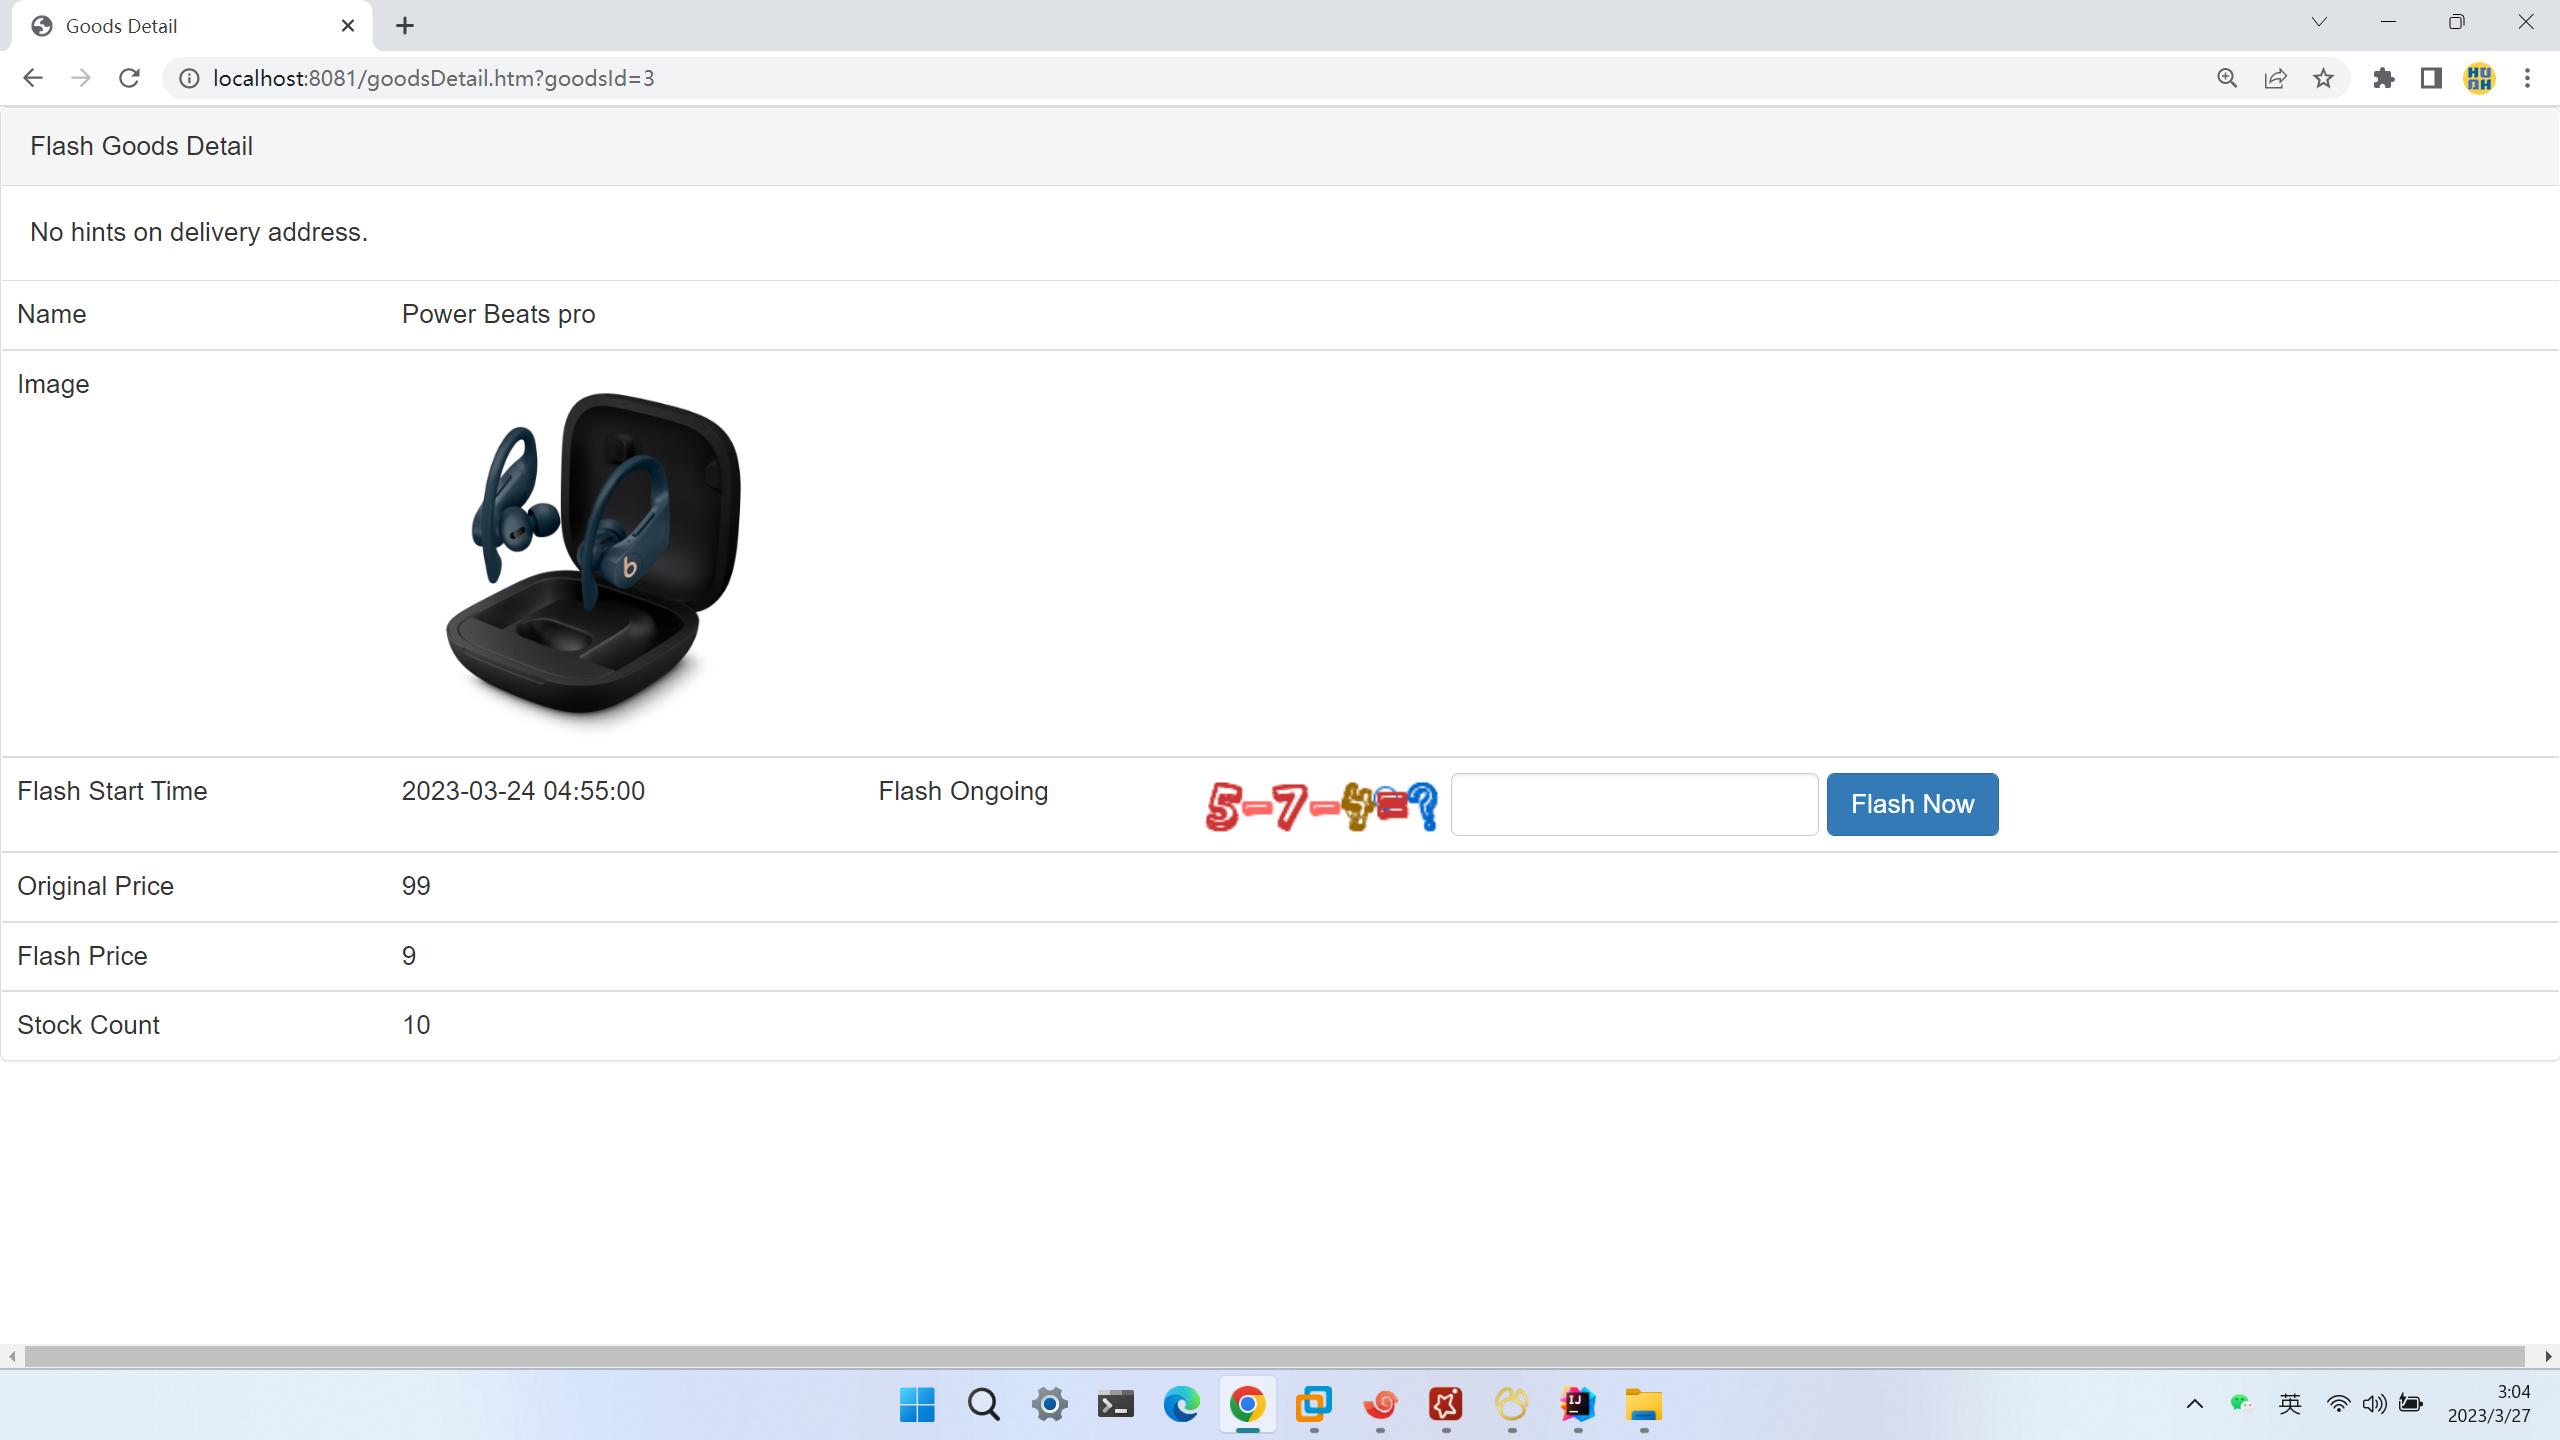 Goods Detail
localhost:8081/goodsDetail.htm?goodsId=3
Flash Goods Detail
No hints on delivery address.
Name Power Beats pro
Image
b
Flash Start Time 2023-03-24 04:55:00 Flash Ongoing 5-7-4=? Flash Now
Original Price 99
Flash Price 9
Stock Count 10
IJ
英
3:04
2023/3/27